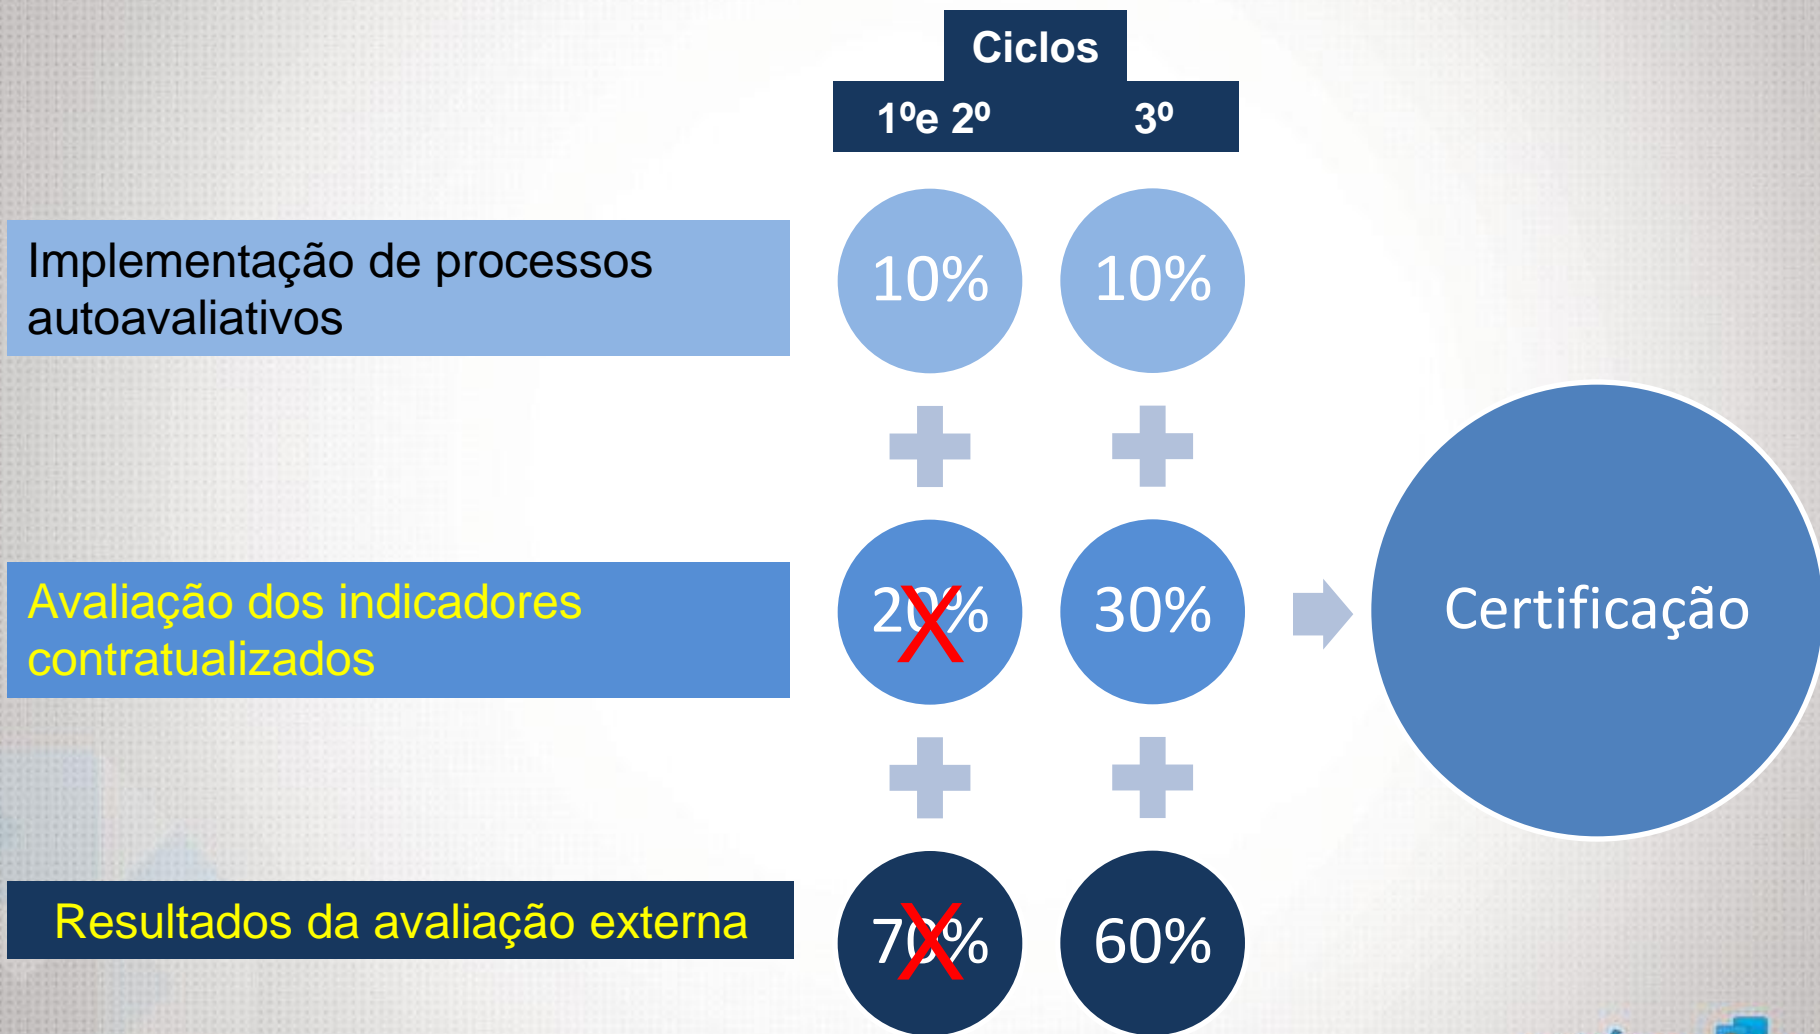 Ciclos
1ºe 2º 3º
Implementação de processos
autoavaliativos
10% 10%
Avaliação dos indicadores
contratualizados
20% 30%
X
Certificação
Resultados da avaliação externa
70% 60%
X